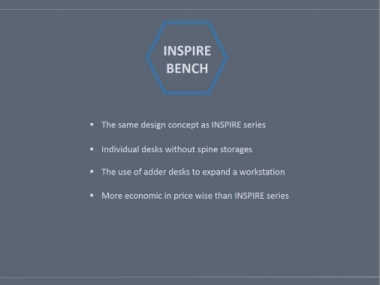 INSPIRE
BENCH
▪ The same design concept as INSPIRE series
▪ Individual desks without spine storages
▪ The use of adder desks to expand a workstation
▪ More economic in price wise than INSPIRE series